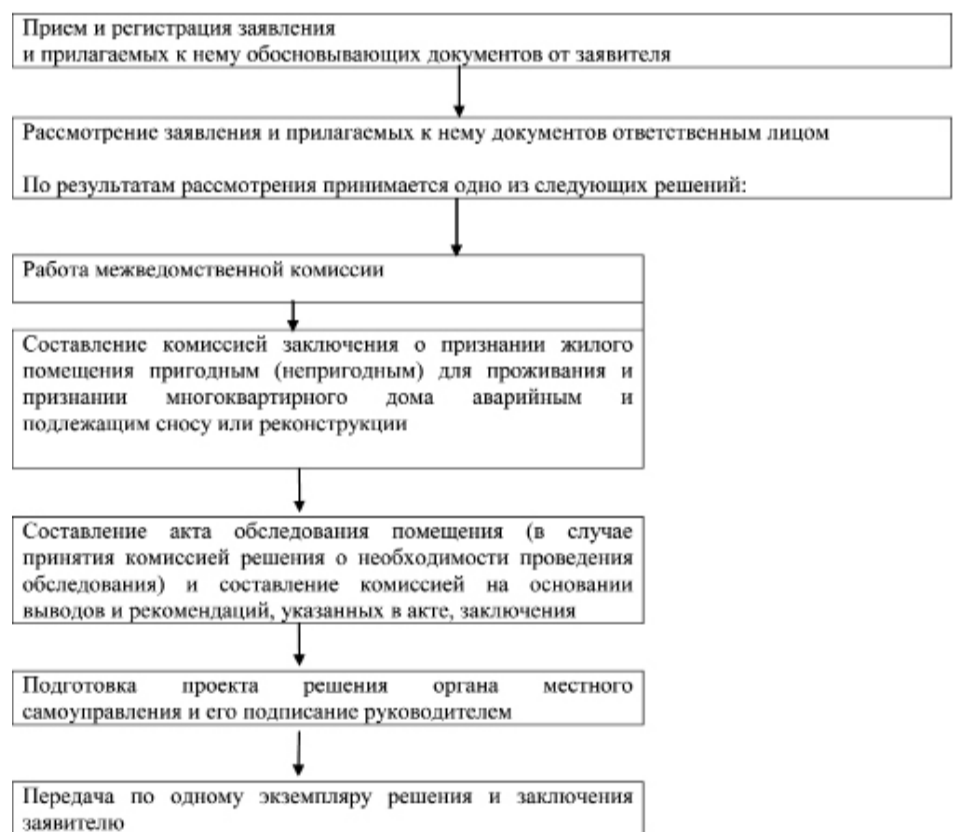 Прием и регистрация заявления
и прилагаемых к нему обосновывающих документов от заявителя
Рассмотрение заявления и прилагаемых к нему документов ответственным лицом
По результатам рассмотрения принимается одно из следующих решений:
Работа межведомственной комиссии
Составление комиссией заключения о признании жилого
помещения пригодным (непригодным) для проживания и
признании многоквартирного дома аварийным и
подлежащим сносу или реконструкции
Составление акта обследования помещения (в случае
принятия комиссией решения о необходимости проведения
обследования) и составление комиссией на основании
выводов и рекомендаций, указанных в акте, заключения
Подготовка проекта решения органа местного
самоуправления и его подписание руководителем
Передача по одному экземпляру решения и заключения
заявителю